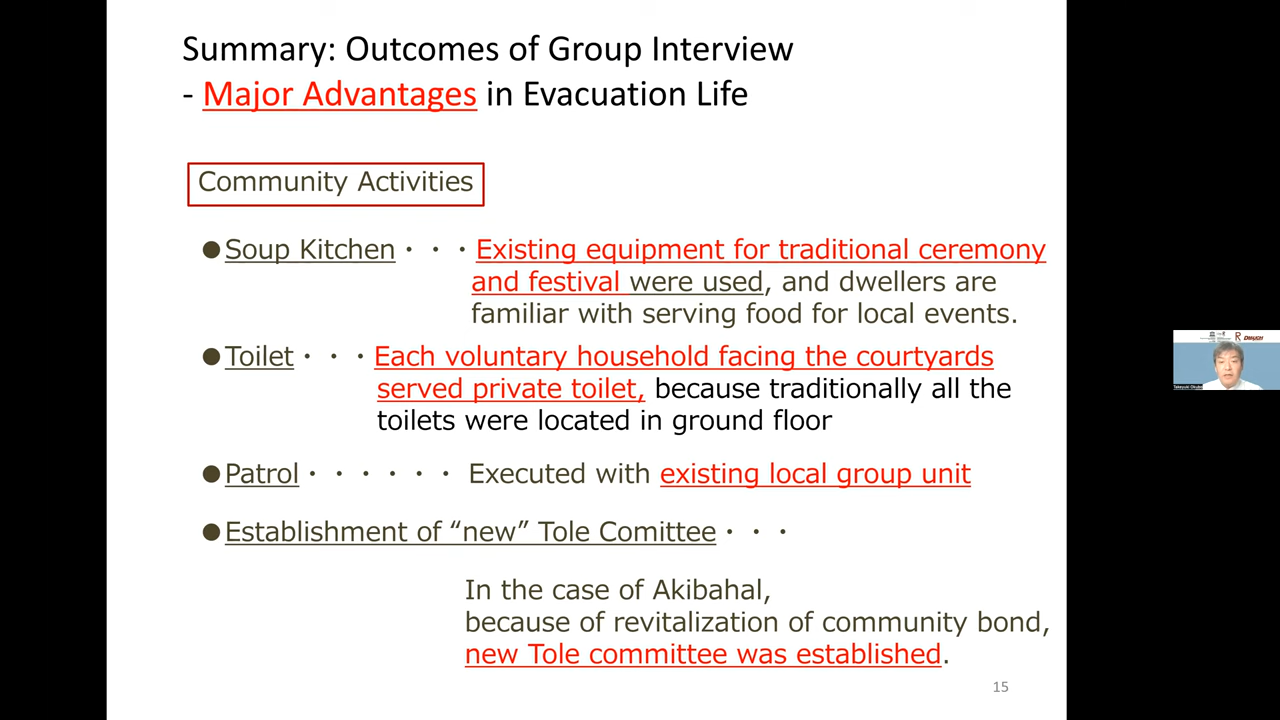 Summary: Outcomes of Group Interview
- Major Advantages in Evacuation Life
Community Activities
●Soup Kitchen・・・Existing equipment for traditional ceremony
and festival were used, and dwellers are
familiar with serving food for local events.
●Toilet・・・Each voluntary household facing the courtyards
served private toilet, because traditionally all the
toilets were located in ground floor
●Patrol・・・・・・ Executed with existing local group unit
●Establishment of “new” Tole Comittee・・・
In the case of Akibahal,
because of revitalization of community bond,
new Tole committee was established.
15